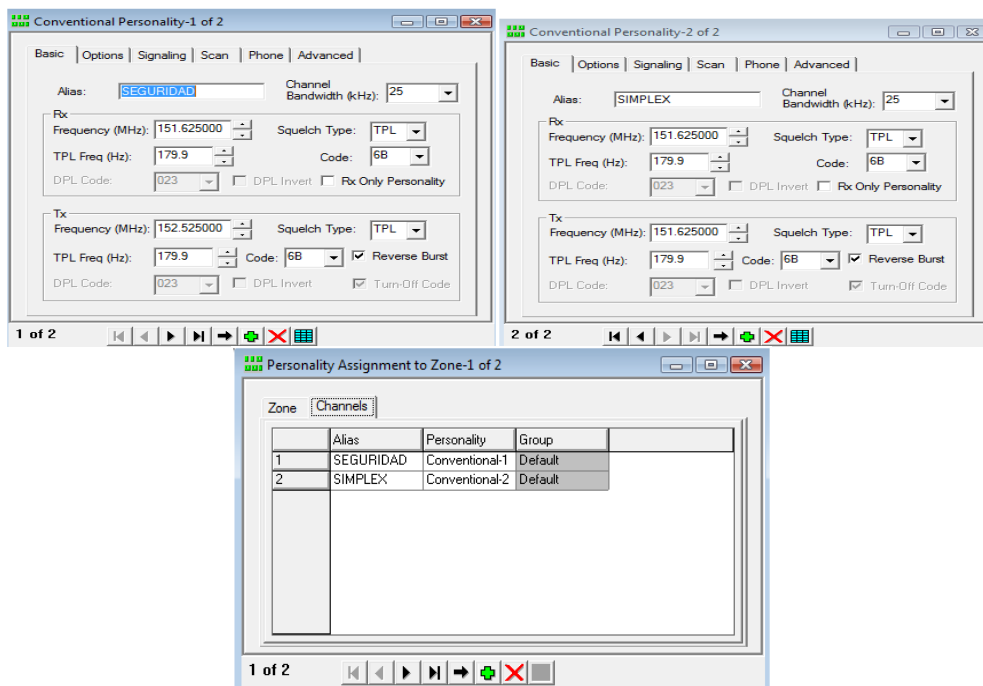 Conventional Personality-1 of 2
Basic Options Signaling Scan Phone Advanced
Alias: SEGURIDAD Channel Bandwidth (kHz): 25
Rx
Frequency (MHz): 151.625000 Squelch Type: TPL
TPL Freq (Hz): 179.9 Code: 6B
DPL Code: 023 DPL Invert Rx Only Personality
Tx
Frequency (MHz): 152.525000 Squelch Type: TPL
TPL Freq (Hz): 179.9 Code: 6B Reverse Burst
DPL Code: 023 DPL Invert Turn-Off Code
1 of 2
Conventional Personality-2 of 2
Basic Options Signaling Scan Phone Advanced
Alias: SIMPLEX Channel Bandwidth (kHz): 25
Rx
Frequency (MHz): 151.625000 Squelch Type: TPL
TPL Freq (Hz): 179.9 Code: 6B
DPL Code: 023 DPL Invert Rx Only Personality
Tx
Frequency (MHz): 151.625000 Squelch Type: TPL
TPL Freq (Hz): 179.9 Code: 6B Reverse Burst
DPL Code: 023 DPL Invert Turn-Off Code
2 of 2
Personality Assignment to Zone-1 of 2
Zone Channels
Alias Personality Group
1 SEGURIDAD Conventional-1 Default
2 SIMPLEX Conventional-2 Default
1 of 2